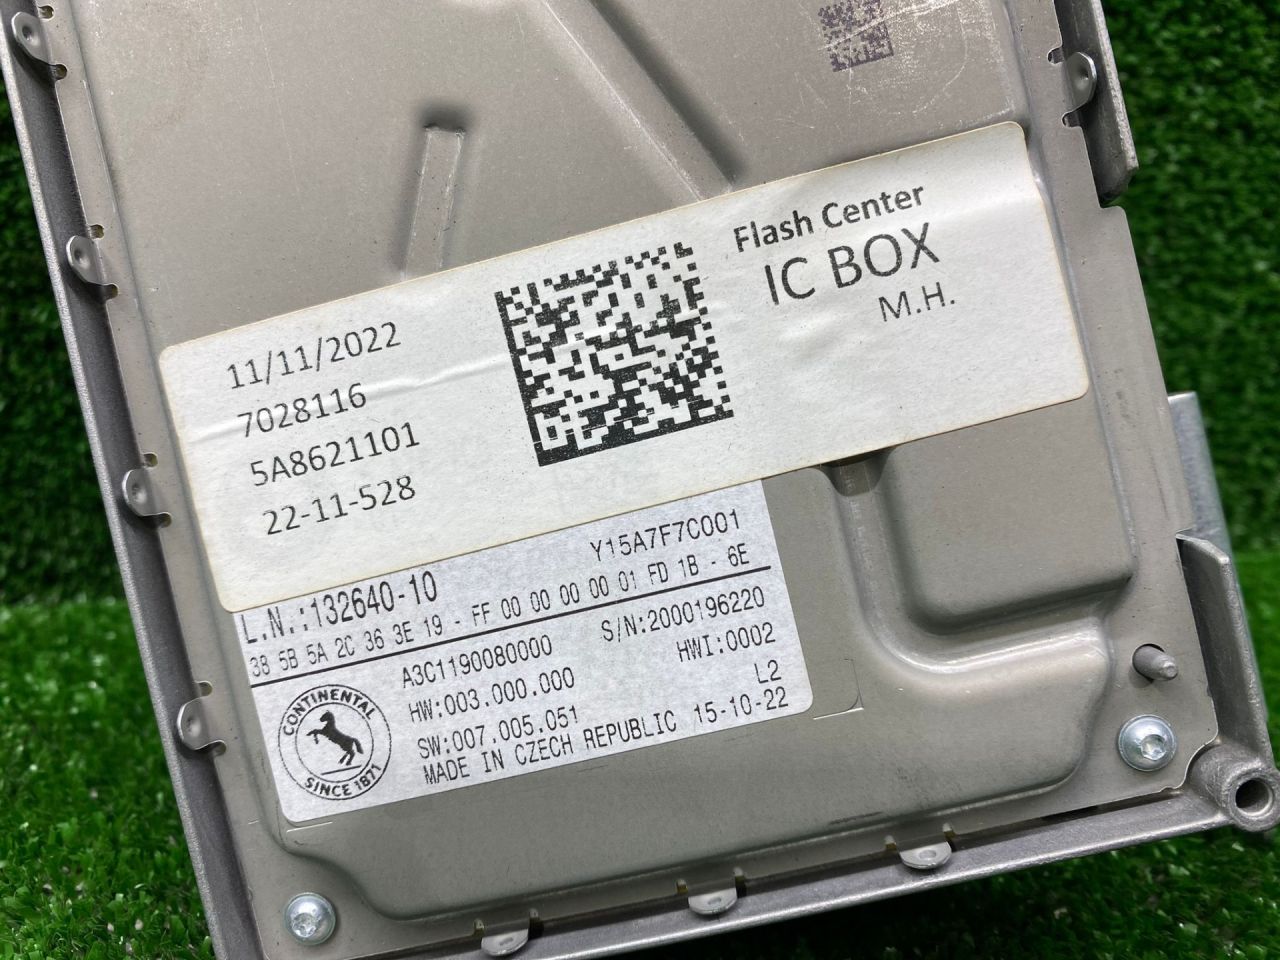 Flash Center
IC BOX
M.H.
11/11/2022
7028116
5A8621101
22-11-528
Y15A7F7C001
L.N.:132640-10
38 5B 5A 2C 36 3E 19 - FF 00 00 00 00 01 FD 1B - 6E
A3C1190080000 S/N:2000196220
HW:003.000.000 HWI:0002
SW:007.005.051 L2
MADE IN CZECH REPUBLIC 15-10-22
CONTINENTAL
SINCE 1871